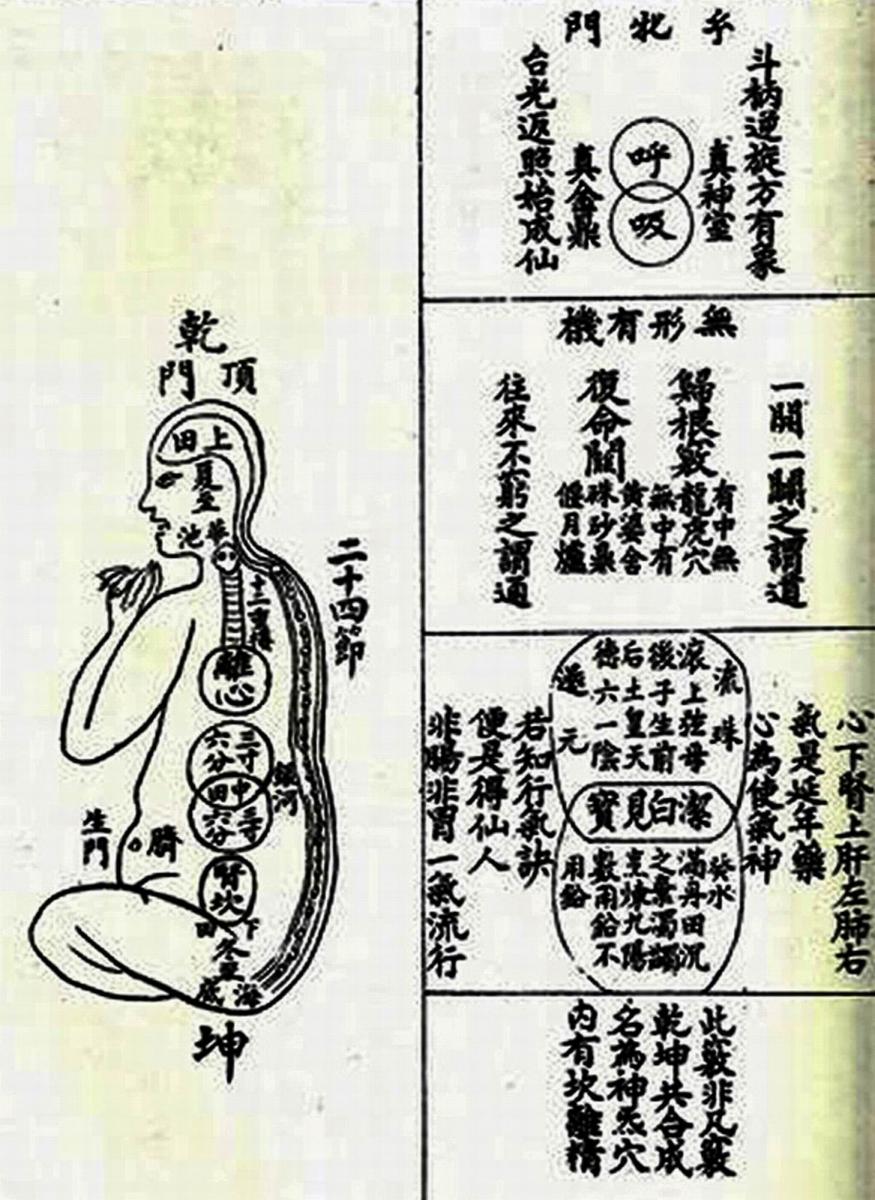 玄牝門
斗柄逆旋方有象
真神室
呼
吸
真金鼎
台光返照始成仙
無形有機
一闔一闢之謂道
歸根竅
有中無
龍虎穴
無中有
復命關
黄婆舍
硃砂鼎
偃月爐
往來不窮之謂通
心下腎上肝左肺右
氣是延年藥
心為使氣神
流珠
滾上弦母
後子生前
后土皇天
德六一陰
元
潔白見寶
癸水
滿丹田沉
之棄濁
烹煉九陽
數用鉛不
用鉛
若知行氣訣
便是得仙人
非腸非胃一氣流行
此竅非凡竅
乾坤共合成
名為神炁穴
内有坎離精
乾
頂門
上田
夏至
華池
十二重樓
二十四節
離心
三寸六分
中田
三寸六分
銀河
臍
生門
腎坎
下田
冬至
海底
坤